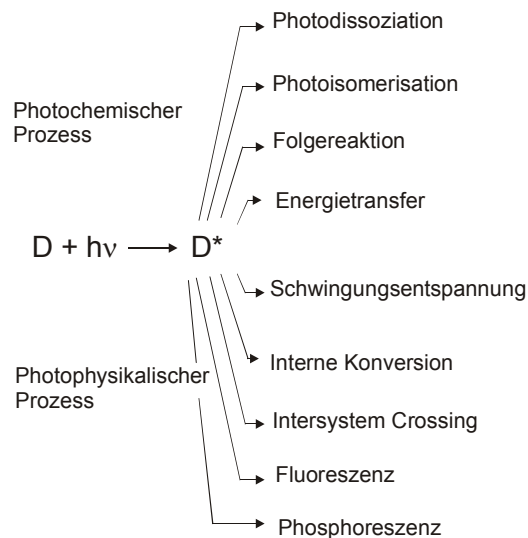 Photodissoziation
Photoisomerisation
Photochemischer
Prozess
Folgereaktion
Energietransfer
D + hν D*
Schwingungsentspannung
Interne Konversion
Photophysikalischer
Prozess
Intersystem Crossing
Fluoreszenz
Phosphoreszenz